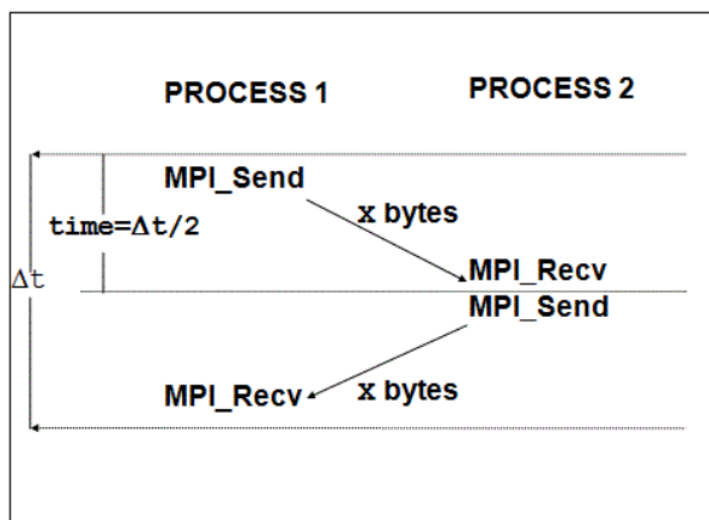 PROCESS 1
PROCESS 2
MPI_Send
x bytes
time=Δt/2
MPI_Recv
Δt
MPI_Send
MPI_Recv
x bytes